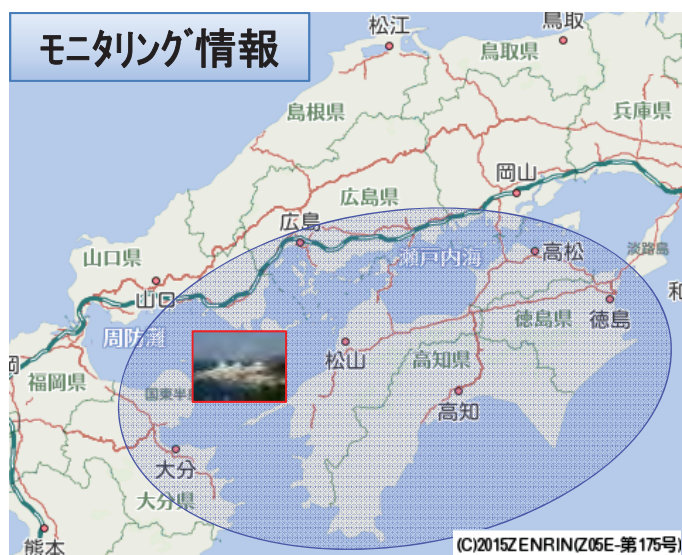 モニタリング情報
松江
鳥取
鳥取県
兵庫県
島根県
岡山
広島県
広島
高松
淡路島
瀬戸内海
山口県
山口
和
徳島
徳島県
周防灘
松山
高知県
岡
福岡県
国東半
高知
大分
大分県
熊本
(C)2015ZENRIN(Z05E-第175号)